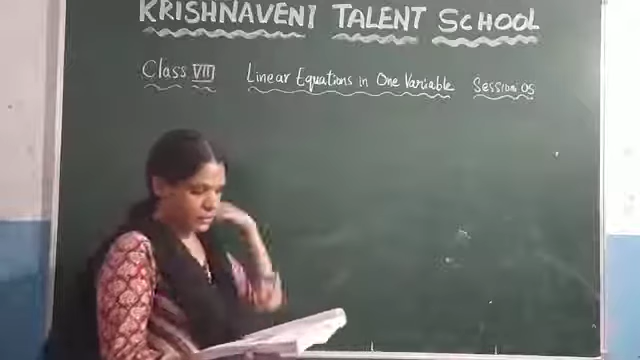 KRISHNAVENI TALENT SCHOOL
Class VIII Linear Equations in One Variable Session 05